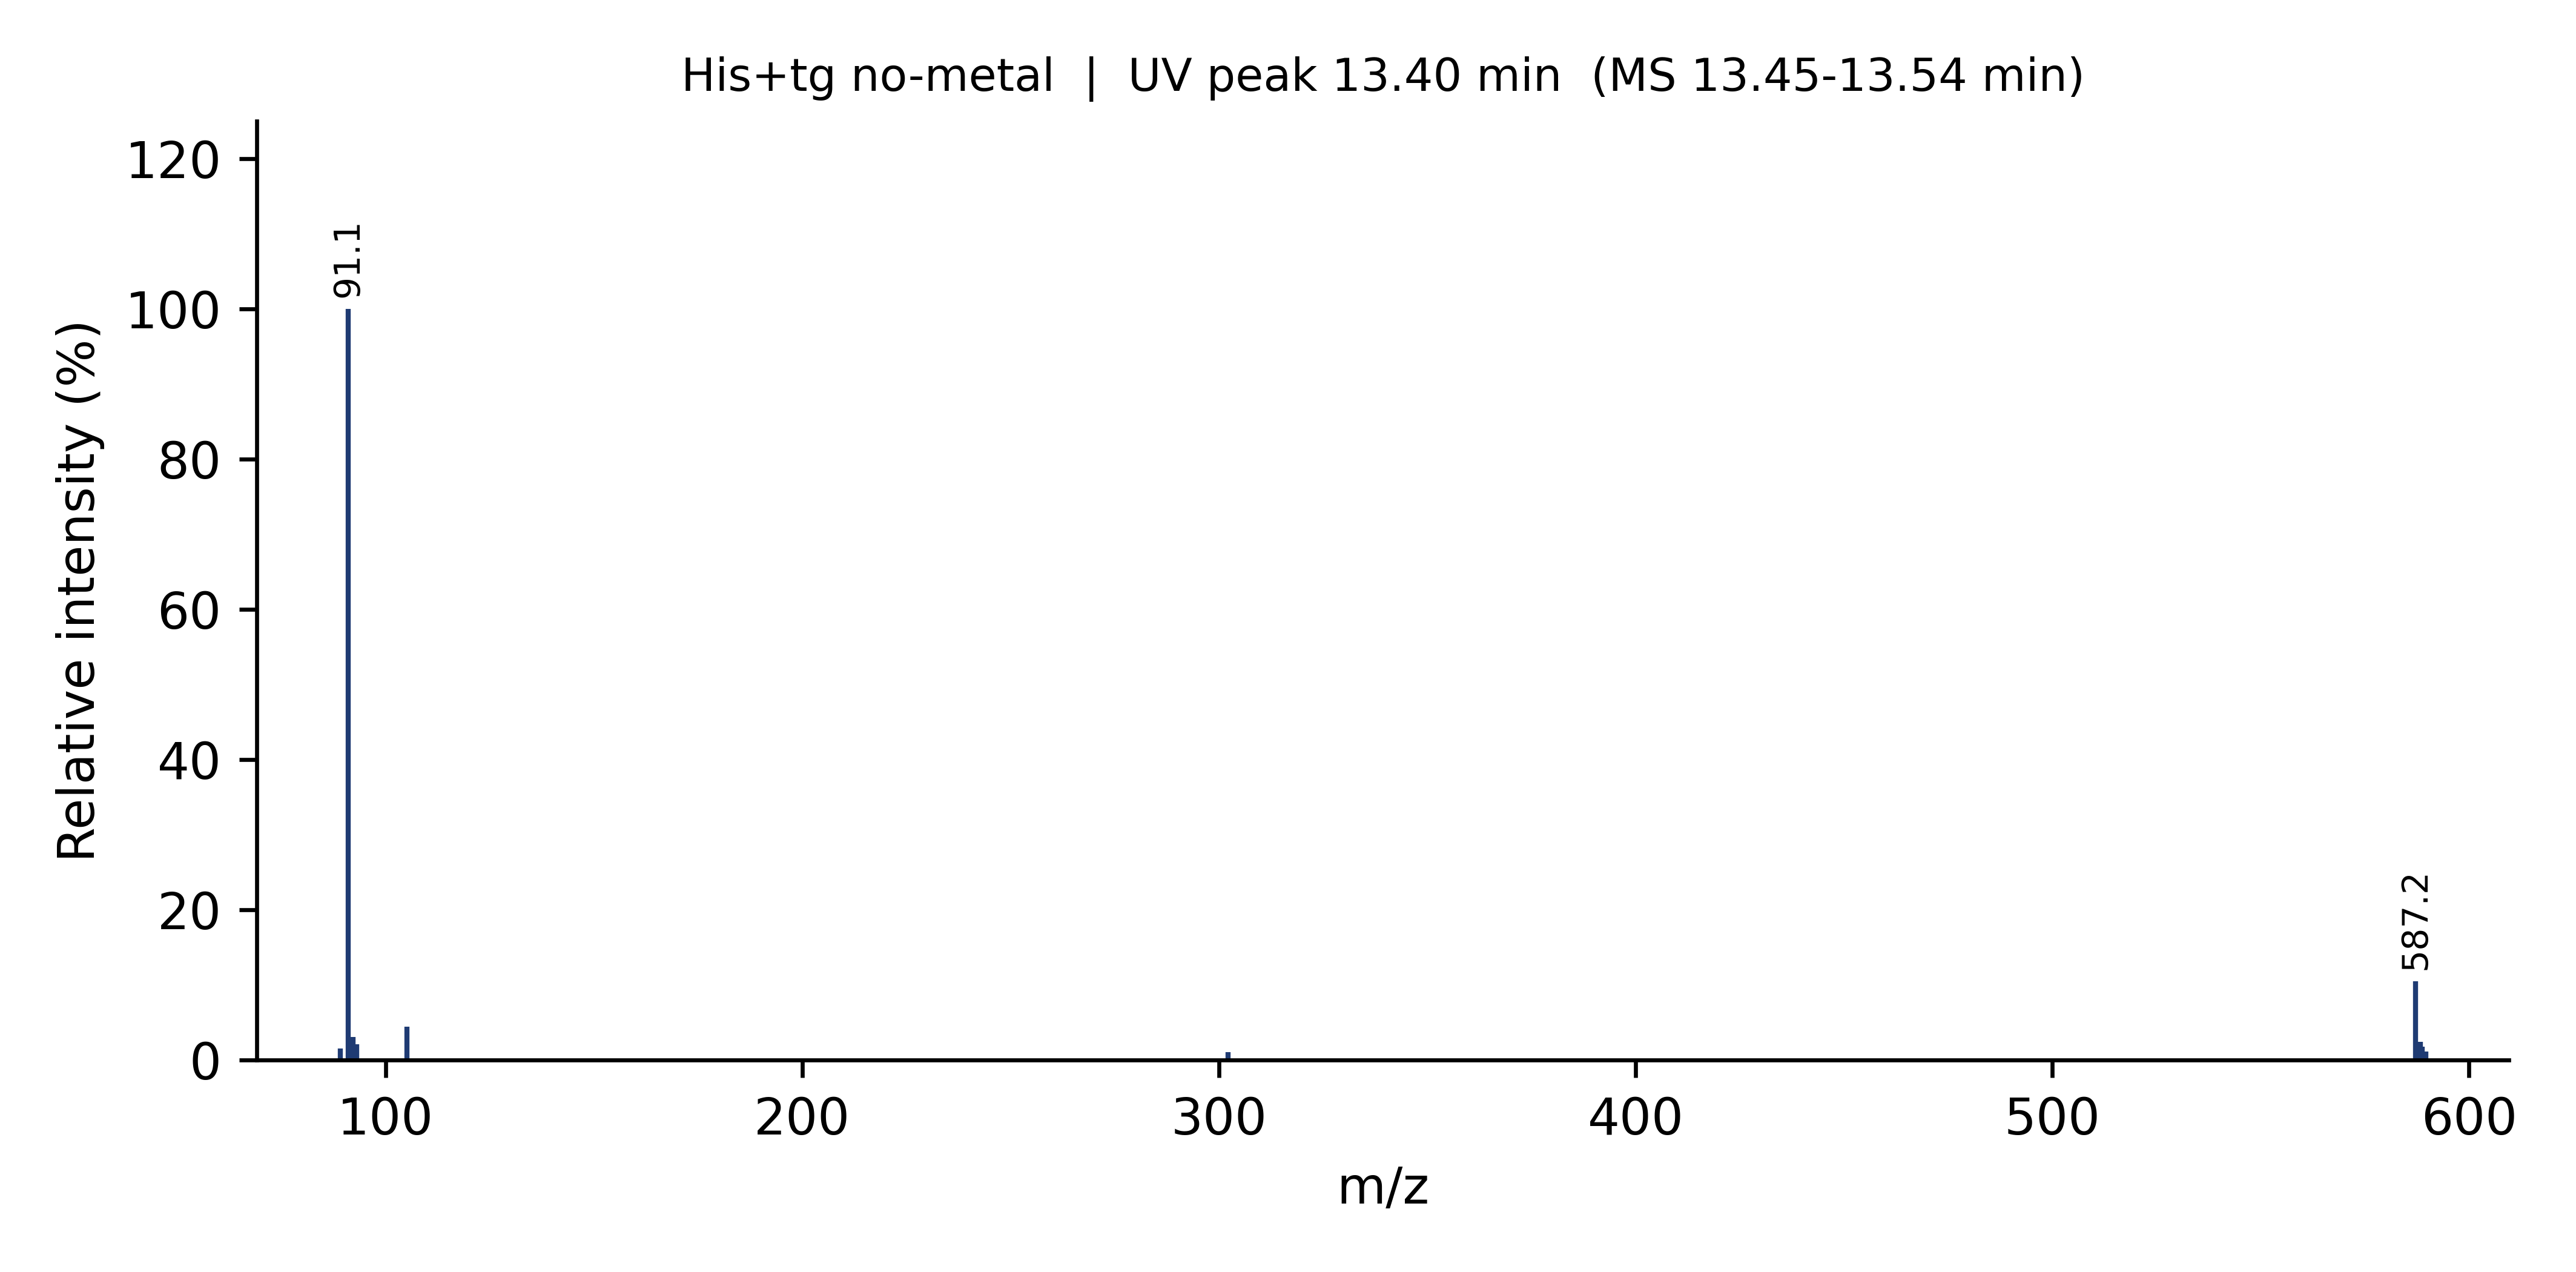 His+tg no-metal | UV peak 13.40 min (MS 13.45-13.54 min)
Relative intensity (%)
120
100
80
60
40
20
0
91.1
587.2
100 200 300 400 500 600
m/z